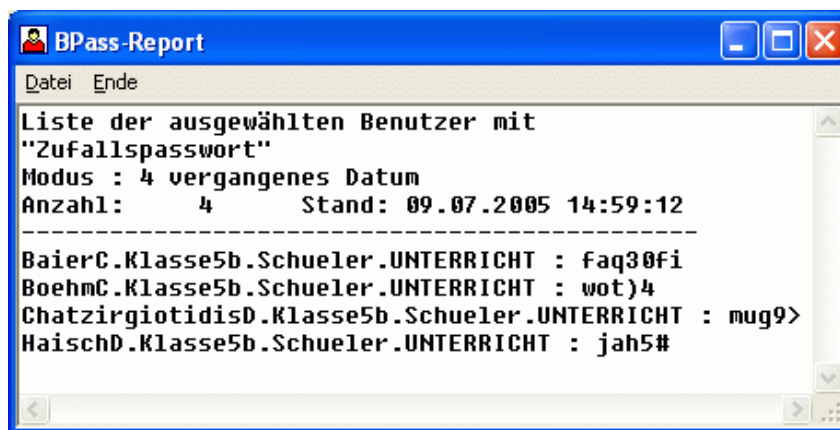 BPass-Report
Datei Ende
Liste der ausgewählten Benutzer mit
"Zufallspasswort"
Modus : 4 vergangenes Datum
Anzahl: 4 Stand: 09.07.2005 14:59:12
--------------------------------------------------
BaierC.Klasse5b.Schueler.UNTERRICHT : faq30fi
BoehmC.Klasse5b.Schueler.UNTERRICHT : wot)4
ChatzirgiotidisD.Klasse5b.Schueler.UNTERRICHT : mug9>
HaischD.Klasse5b.Schueler.UNTERRICHT : jah5#